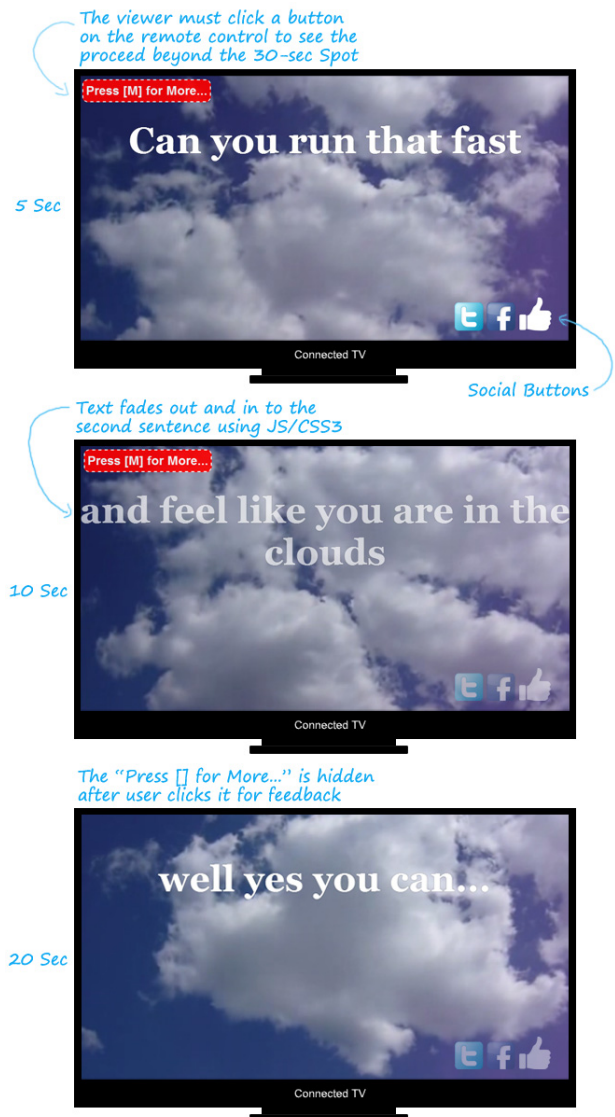 The viewer must click a button
on the remote control to see the
proceed beyond the 30-sec Spot
Press [M] for More...
Can you run that fast
5 Sec
t f
Connected TV
Social Buttons
Text fades out and in to the
second sentence using JS/CSS3
Press [M] for More...
and feel like you are in the
clouds
10 Sec
t f
Connected TV
The “Press [] for More...” is hidden
after user clicks it for feedback
well yes you can...
20 Sec
t f
Connected TV